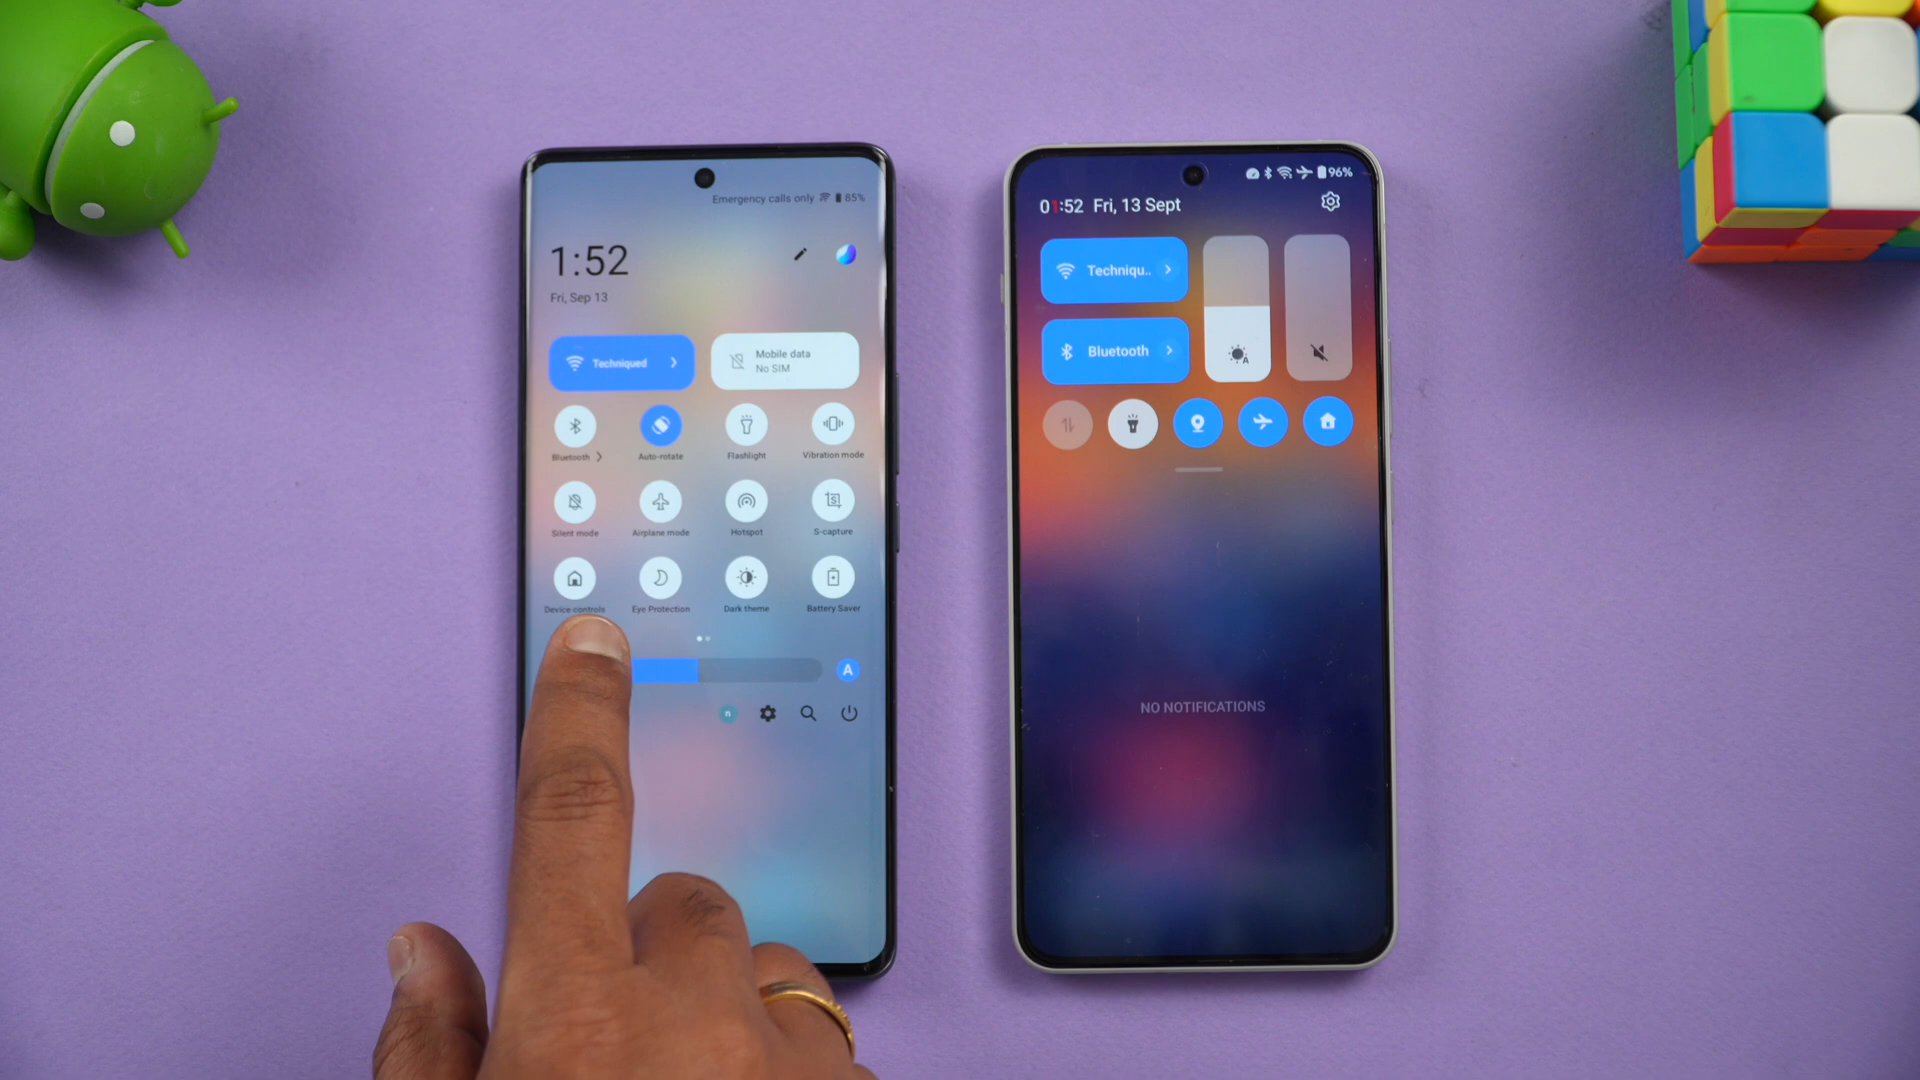 Emergency calls only 85%
1:52
Fri, Sep 13
Techniqued
Mobile data
No SIM
Bluetooth
Auto-rotate
Flashlight
Vibration mode
Silent mode
Airplane mode
Hotspot
S-capture
Device controls
Eye Protection
Dark theme
Battery Saver
A
n
96%
01:52 Fri, 13 Sept
Techniqu..
Bluetooth
A
NO NOTIFICATIONS